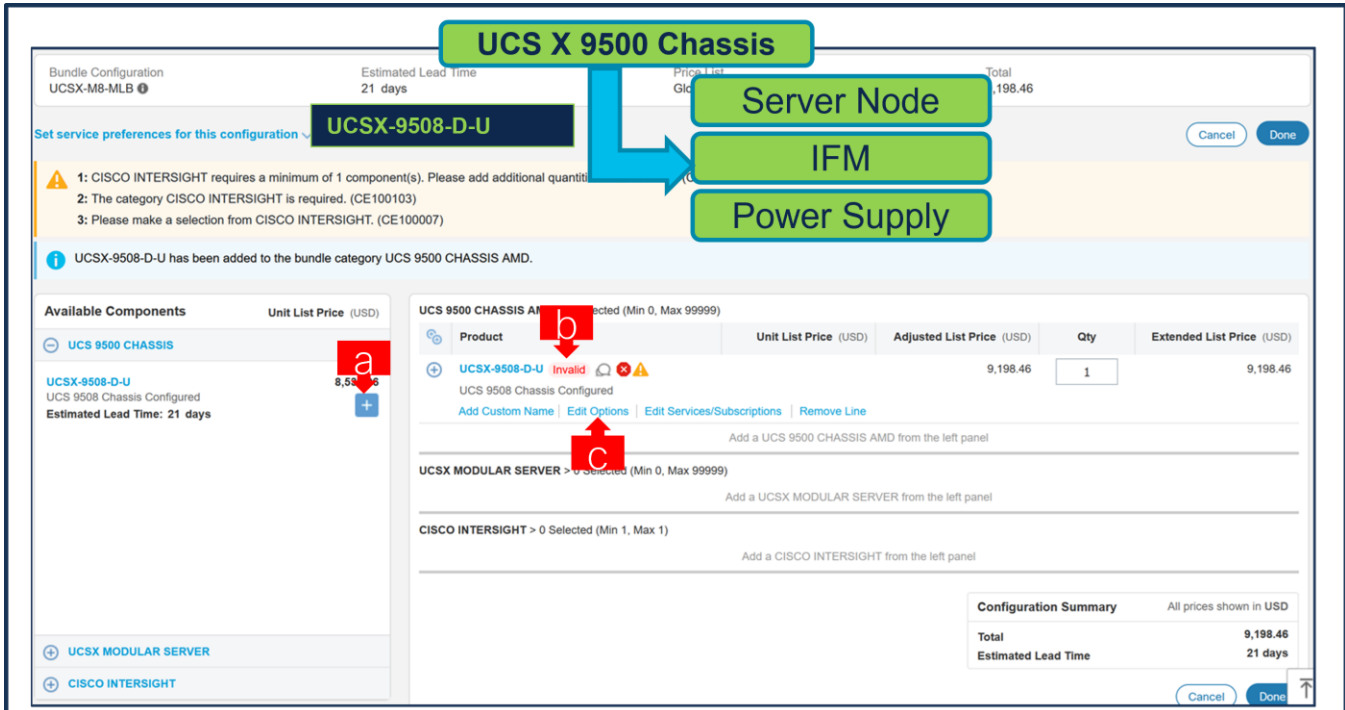 UCS X 9500 Chassis
Bundle Configuration
UCSX-M8-MLB
Estimated Lead Time
21 days
Price List
Total
,198.46
Server Node
IFM
Power Supply
UCSX-9508-D-U
Set service preferences for this configuration
Cancel
Done
1: CISCO INTERSIGHT requires a minimum of 1 component(s). Please add additional
2: The category CISCO INTERSIGHT is required. (CE100103)
3: Please make a selection from CISCO INTERSIGHT. (CE100007)
UCSX-9508-D-U has been added to the bundle category UCS 9500 CHASSIS AMD.
Available Components Unit List Price (USD)
UCS 9500 CHASSIS
a
UCSX-9508-D-U
UCS 9508 Chassis Configured
Estimated Lead Time: 21 days
UCSX MODULAR SERVER
CISCO INTERSIGHT
UCS 9500 CHASSIS (Min 0, Max 99999)
b
Product Unit List Price (USD) Adjusted List Price (USD) Qty Extended List Price (USD)
UCSX-9508-D-U Invalid 9,198.46 1 9,198.46
UCS 9508 Chassis Configured
Add Custom Name Edit Options Edit Services/Subscriptions Remove Line
c
Add a UCS 9500 CHASSIS AMD from the left panel
UCSX MODULAR SERVER > 0 Selected (Min 0, Max 99999)
Add a UCSX MODULAR SERVER from the left panel
CISCO INTERSIGHT > 0 Selected (Min 1, Max 1)
Add a CISCO INTERSIGHT from the left panel
Configuration Summary All prices shown in USD
Total 9,198.46
Estimated Lead Time 21 days
Cancel
Done